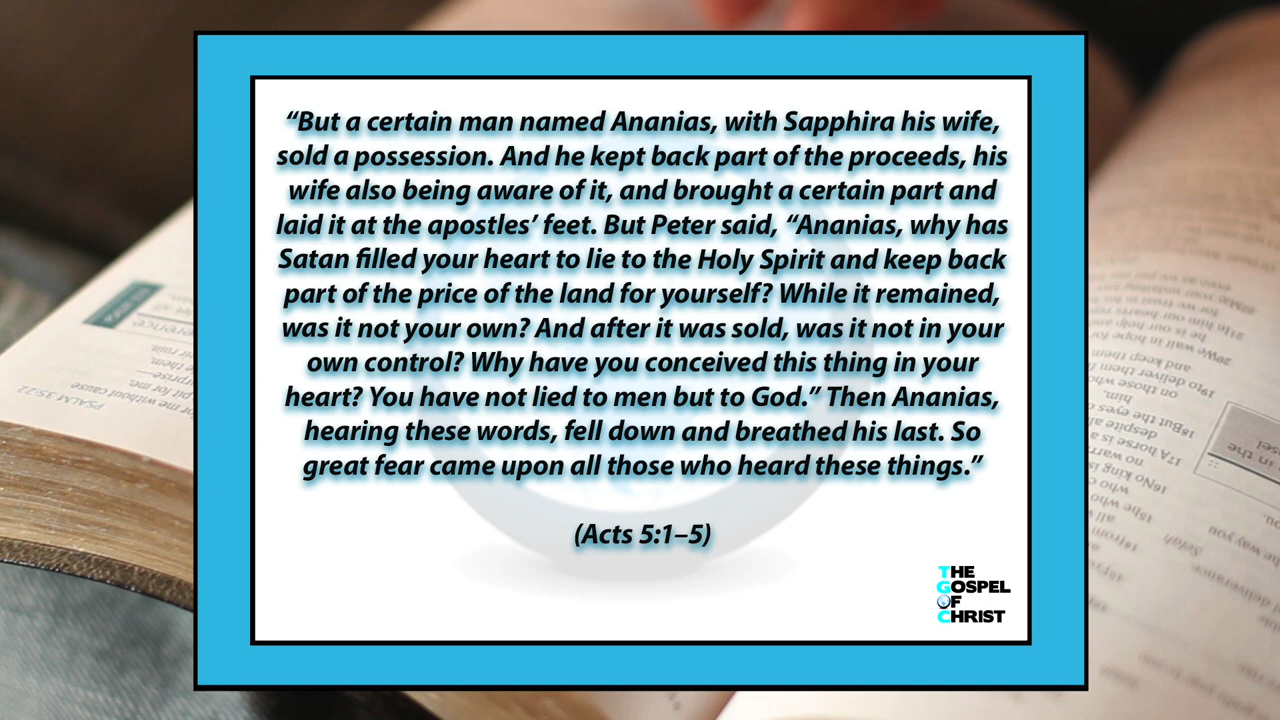 “But a certain man named Ananias, with Sapphira his wife,
sold a possession. And he kept back part of the proceeds, his
wife also being aware of it, and brought a certain part and
laid it at the apostles’ feet. But Peter said, “Ananias, why has
Satan filled your heart to lie to the Holy Spirit and keep back
part of the price of the land for yourself? While it remained,
was it not your own? And after it was sold, was it not in your
own control? Why have you conceived this thing in your
heart? You have not lied to men but to God.” Then Ananias,
hearing these words, fell down and breathed his last. So
great fear came upon all those who heard these things.”
(Acts 5:1–5)
THE
GOSPEL
OF
CHRIST
PSALM 35:22